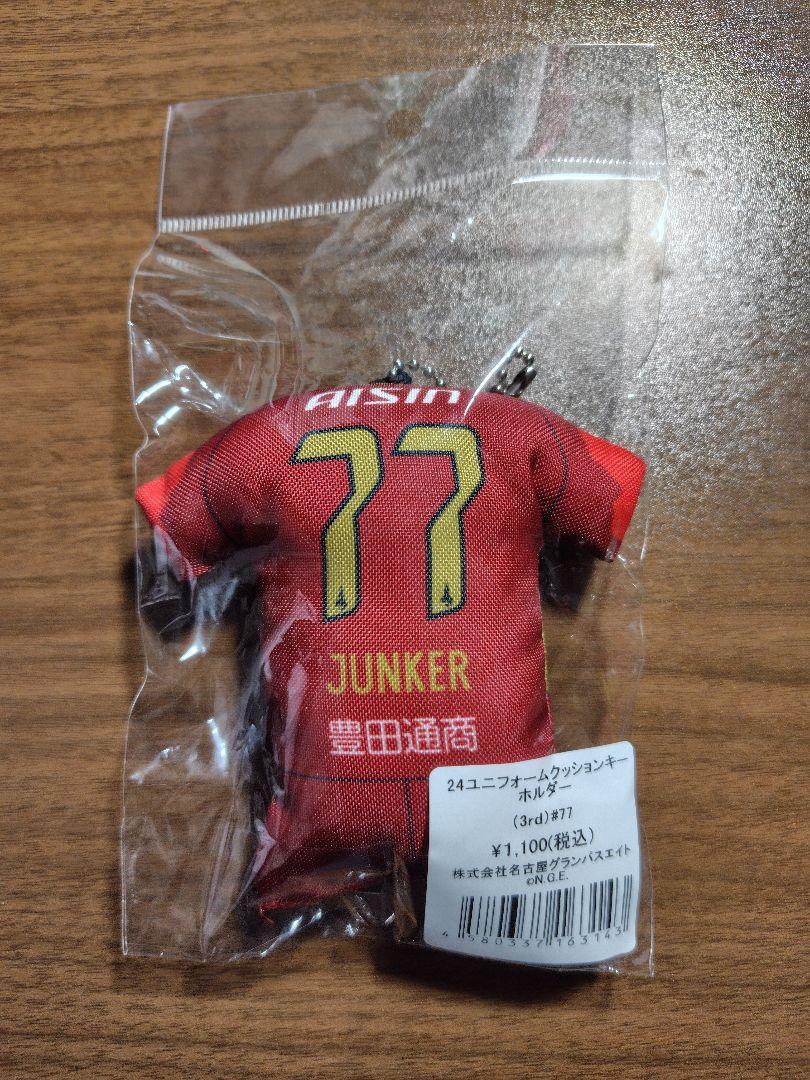 AISIN
77
JUNKER
豊田通商
24ユニフォームクッションキー
ホルダー
(3rd)#77
¥1,100(税込)
株式会社名古屋グランパスエイト
©N.G.E.
4580337163143